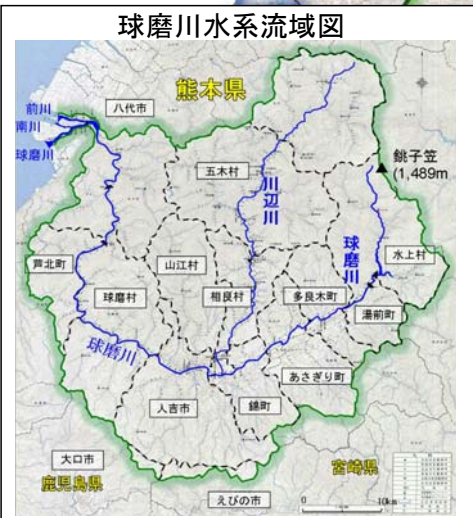 球磨川水系流域図
熊本県
前川
南川
球磨川
八代市
銚子笠
(1,489m
五木村
川辺川
球磨川
水上村
芦北町
山江村
球磨村
相良村
多良木町
湯前町
球磨川
あさぎり町
人吉市
錦町
大口市
鹿児島県
宮崎県
えびの市
0
10km